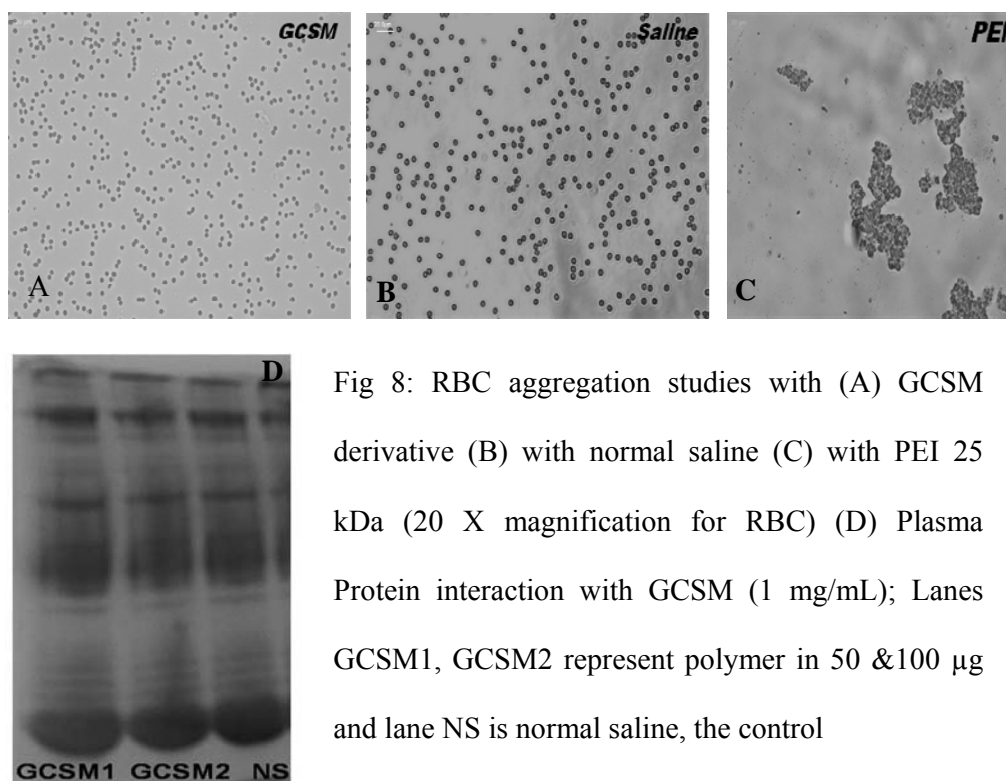 GCSM
Saline
PEI
A
B
C
D
Fig 8: RBC aggregation studies with (A) GCSM
derivative (B) with normal saline (C) with PEI 25
kDa (20 X magnification for RBC) (D) Plasma
Protein interaction with GCSM (1 mg/mL); Lanes
GCSM1, GCSM2 represent polymer in 50 &100 µg
and lane NS is normal saline, the control
GCSM1 GCSM2 NS